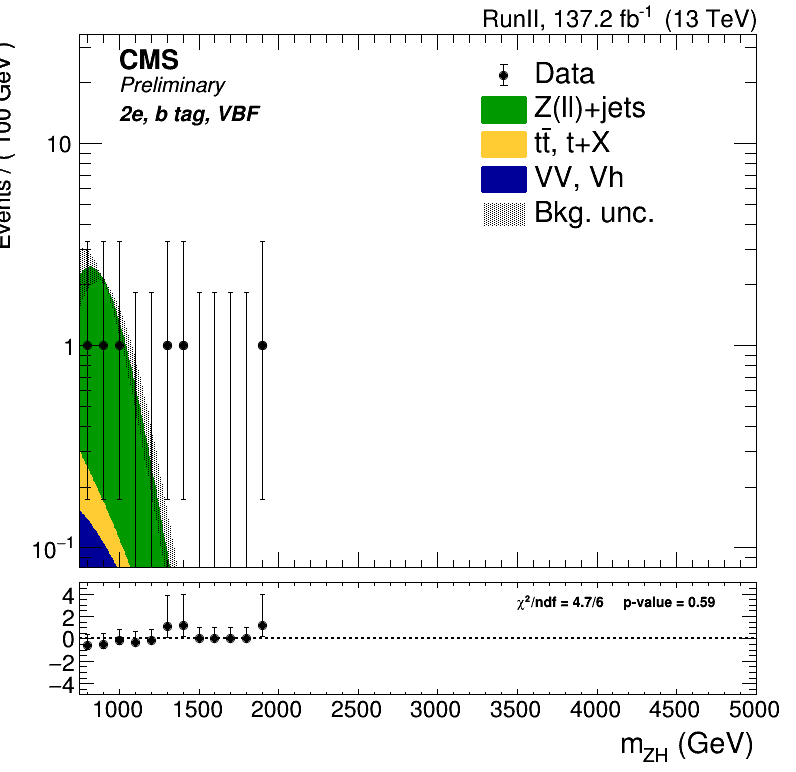 RunII, 137.2 fb⁻¹ (13 TeV)
CMS
Preliminary
2e, b tag, VBF
Data
Z(ll)+jets
tt̄, t+X
VV, Vh
Bkg. unc.
Events / ( 100 GeV )
10
1
10⁻¹
χ²/ndf = 4.7/6 p-value = 0.59
4
2
0
−2
−4
1000 1500 2000 2500 3000 3500 4000 4500 5000
m_ZH (GeV)